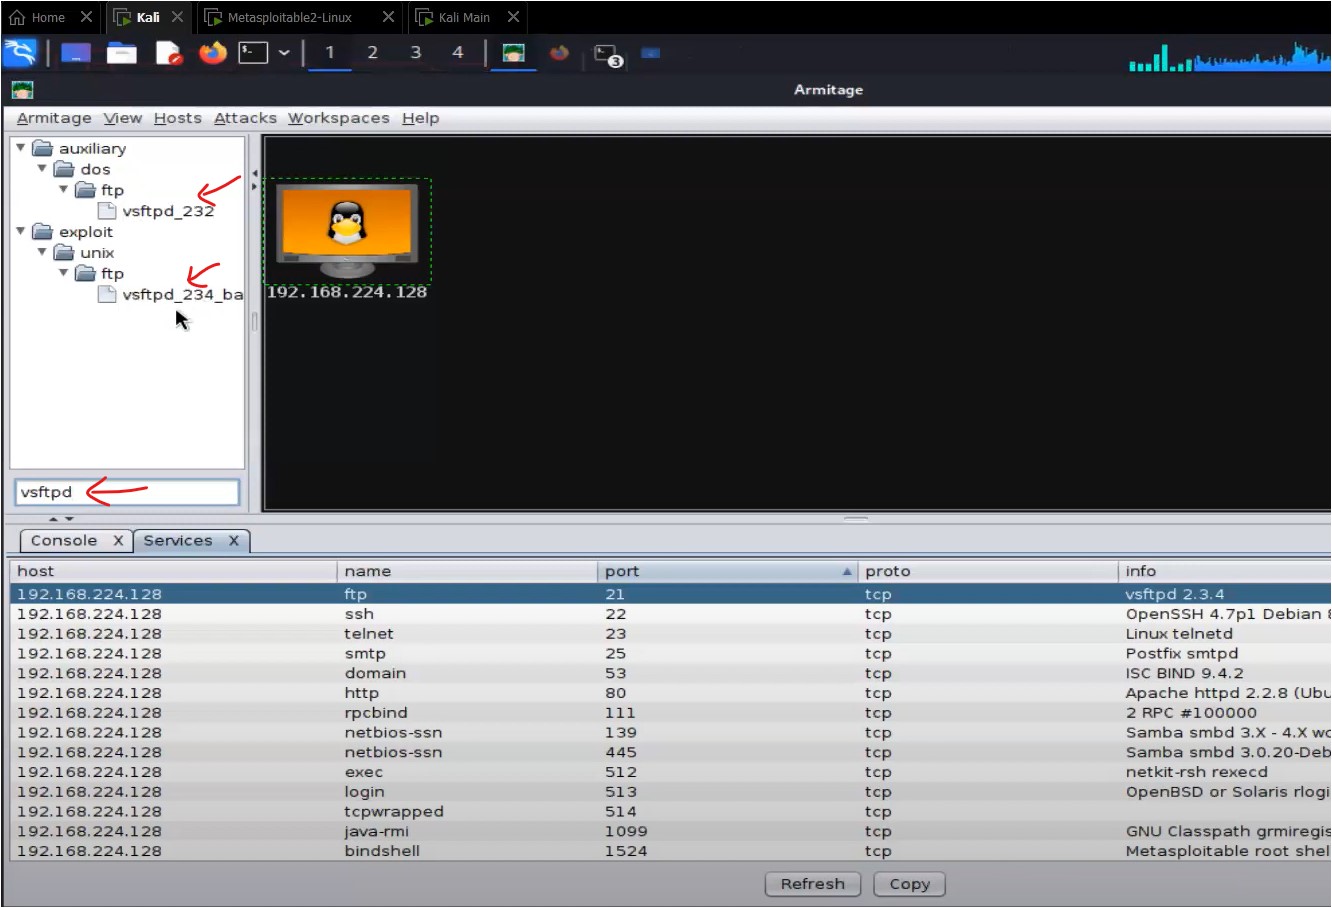 Home Kali Metasploitable2-Linux Kali Main
1 2 3 4 3
Armitage
Armitage View Hosts Attacks Workspaces Help
auxiliary
dos
ftp
vsftpd_232
exploit
unix
ftp
vsftpd_234_ba
192.168.224.128
vsftpd
Console X Services X
host name port proto info
192.168.224.128 ftp 21 tcp vsftpd 2.3.4
192.168.224.128 ssh 22 tcp OpenSSH 4.7p1 Debian 8
192.168.224.128 telnet 23 tcp Linux telnetd
192.168.224.128 smtp 25 tcp Postfix smtpd
192.168.224.128 domain 53 tcp ISC BIND 9.4.2
192.168.224.128 http 80 tcp Apache httpd 2.2.8 (Ubu
192.168.224.128 rpcbind 111 tcp 2 RPC #100000
192.168.224.128 netbios-ssn 139 tcp Samba smbd 3.X - 4.X wo
192.168.224.128 netbios-ssn 445 tcp Samba smbd 3.0.20-Deb
192.168.224.128 exec 512 tcp netkit-rsh rexecd
192.168.224.128 login 513 tcp OpenBSD or Solaris rlogi
192.168.224.128 tcpwrapped 514 tcp
192.168.224.128 java-rmi 1099 tcp GNU Classpath grmiregis
192.168.224.128 bindshell 1524 tcp Metasploitable root shel
Refresh Copy